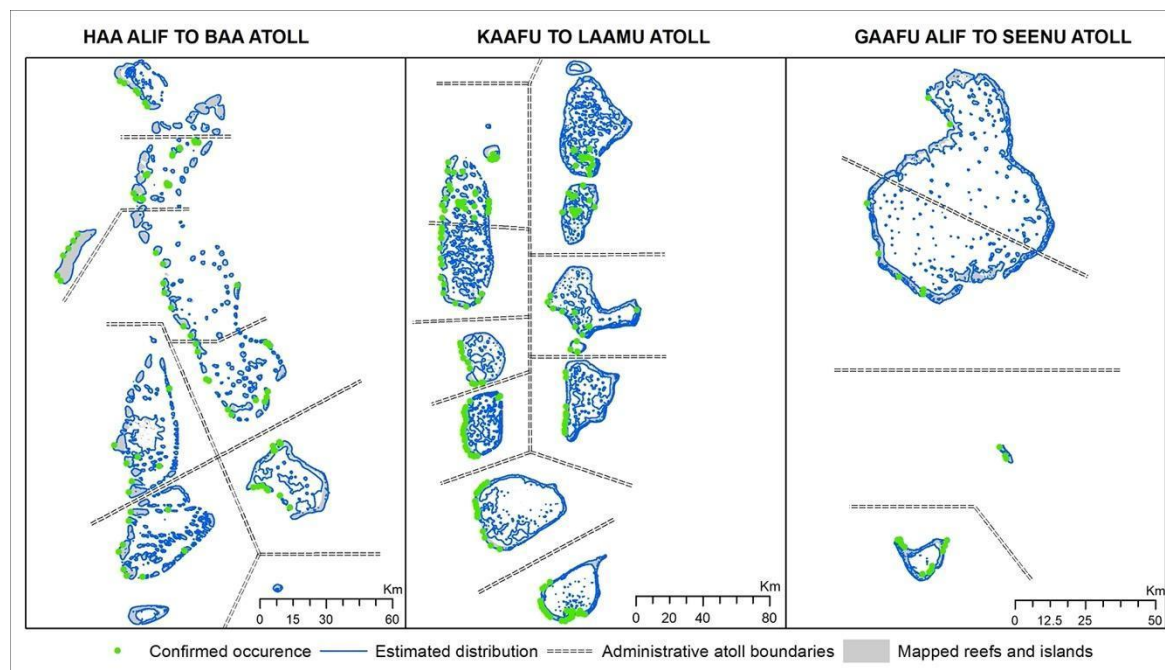 HAA ALIF TO BAA ATOLL
KAAFU TO LAAMU ATOLL
GAAFU ALIF TO SEENU ATOLL
Km
0 15 30 60
Km
0 20 40 80
Km
0 12.5 25 50
Confirmed occurence
Estimated distribution
Administrative atoll boundaries
Mapped reefs and islands